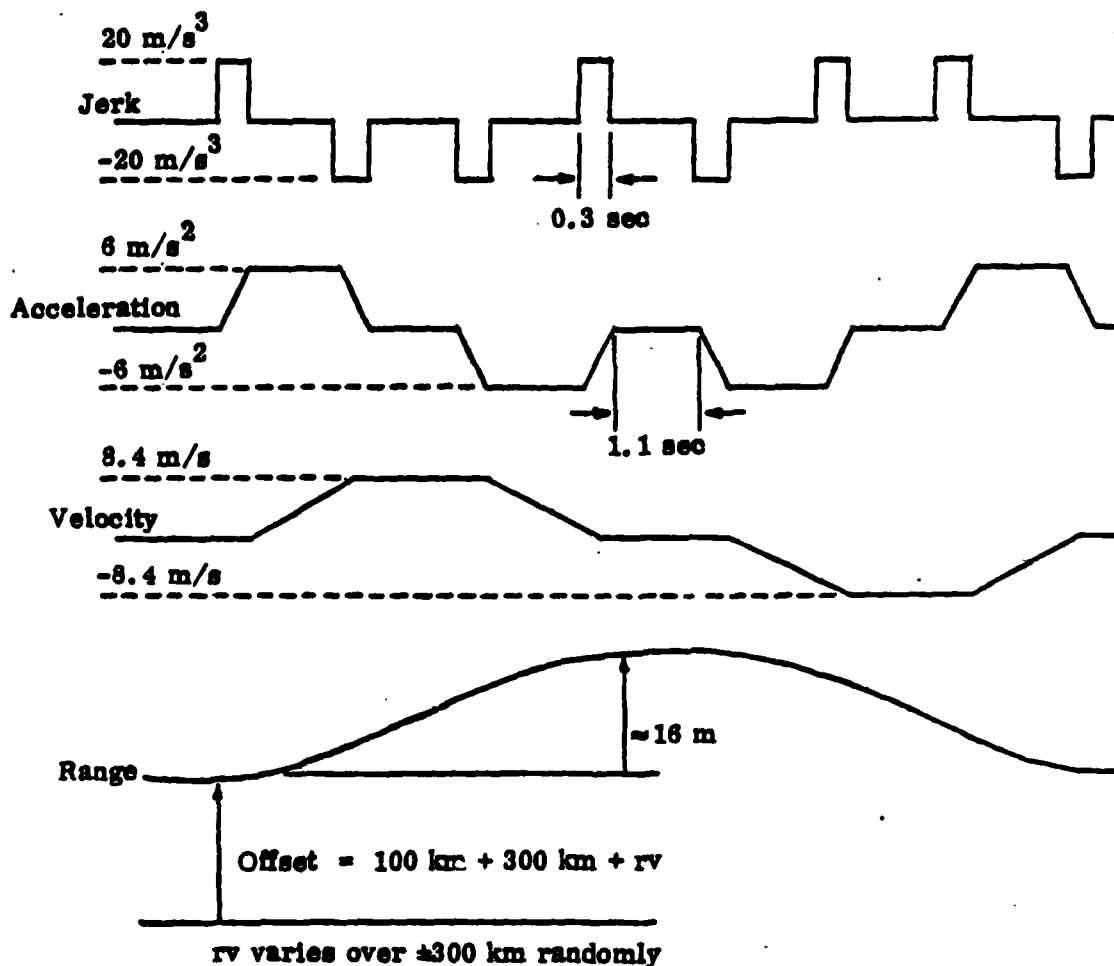 20 m/s³
Jerk
-20 m/s³
0.3 sec
6 m/s²
Acceleration
-6 m/s²
1.1 sec
8.4 m/s
Velocity
-8.4 m/s
≈16 m
Range
Offset = 100 km + 300 km + rv
rv varies over ±300 km randomly